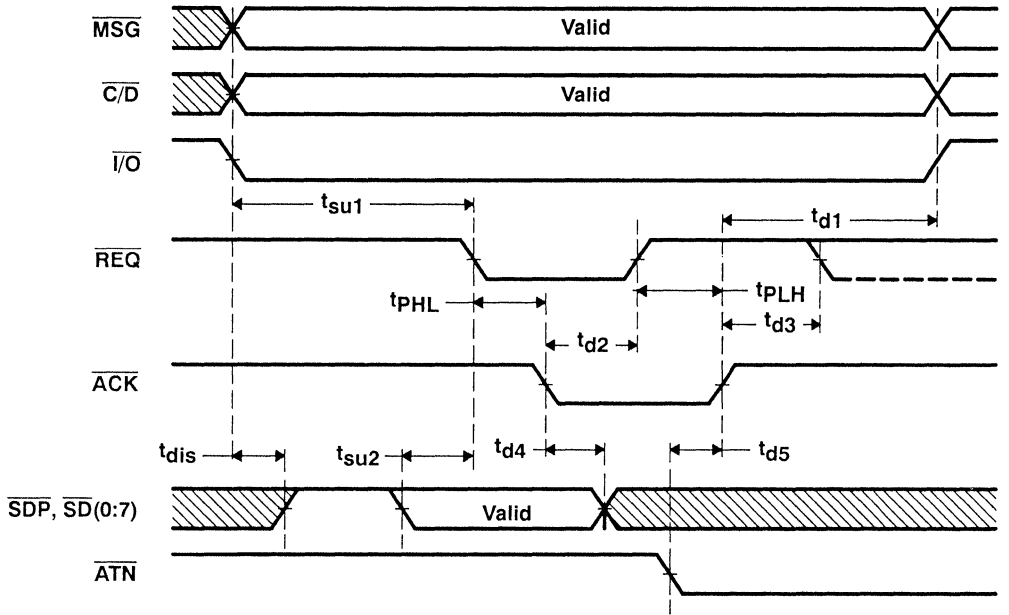 MSG Valid
C/D Valid
I/O
tsu1
td1
REQ
tPHL tPLH
td3
td2
ACK
tdis tsu2 td4 td5
SDP, SD(0:7) Valid
ATN